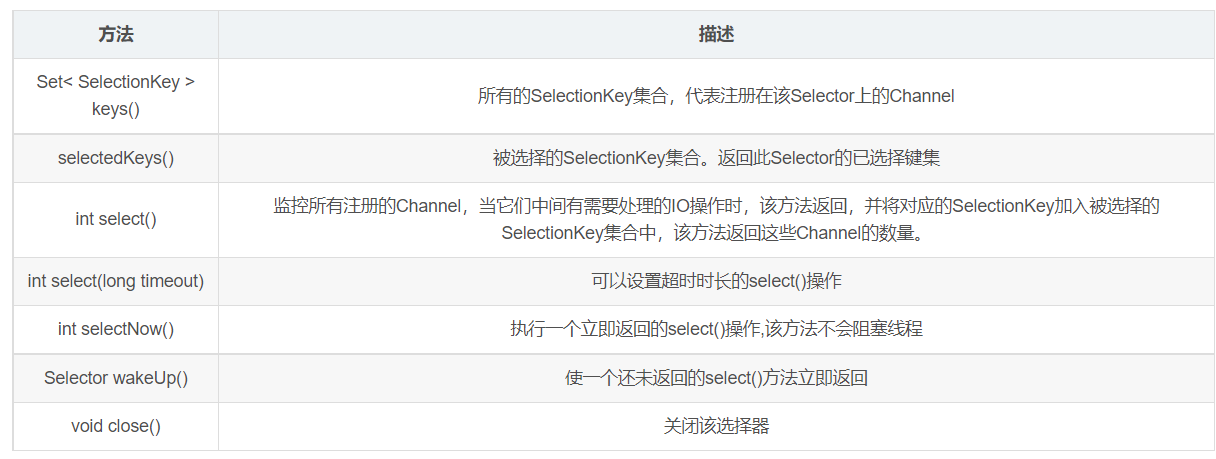 方法
描述
Set< SelectionKey >
keys()
所有的SelectionKey集合，代表注册在该Selector上的Channel
selectedKeys()
被选择的SelectionKey集合。返回此Selector的已选择键集
int select()
监控所有注册的Channel，当它们中间有需要处理的IO操作时，该方法返回，并将对应的SelectionKey加入被选择的
SelectionKey集合中，该方法返回这些Channel的数量。
int select(long timeout)
可以设置超时时长的select()操作
int selectNow()
执行一个立即返回的select()操作,该方法不会阻塞线程
Selector wakeUp()
使一个还未返回的select()方法立即返回
void close()
关闭该选择器